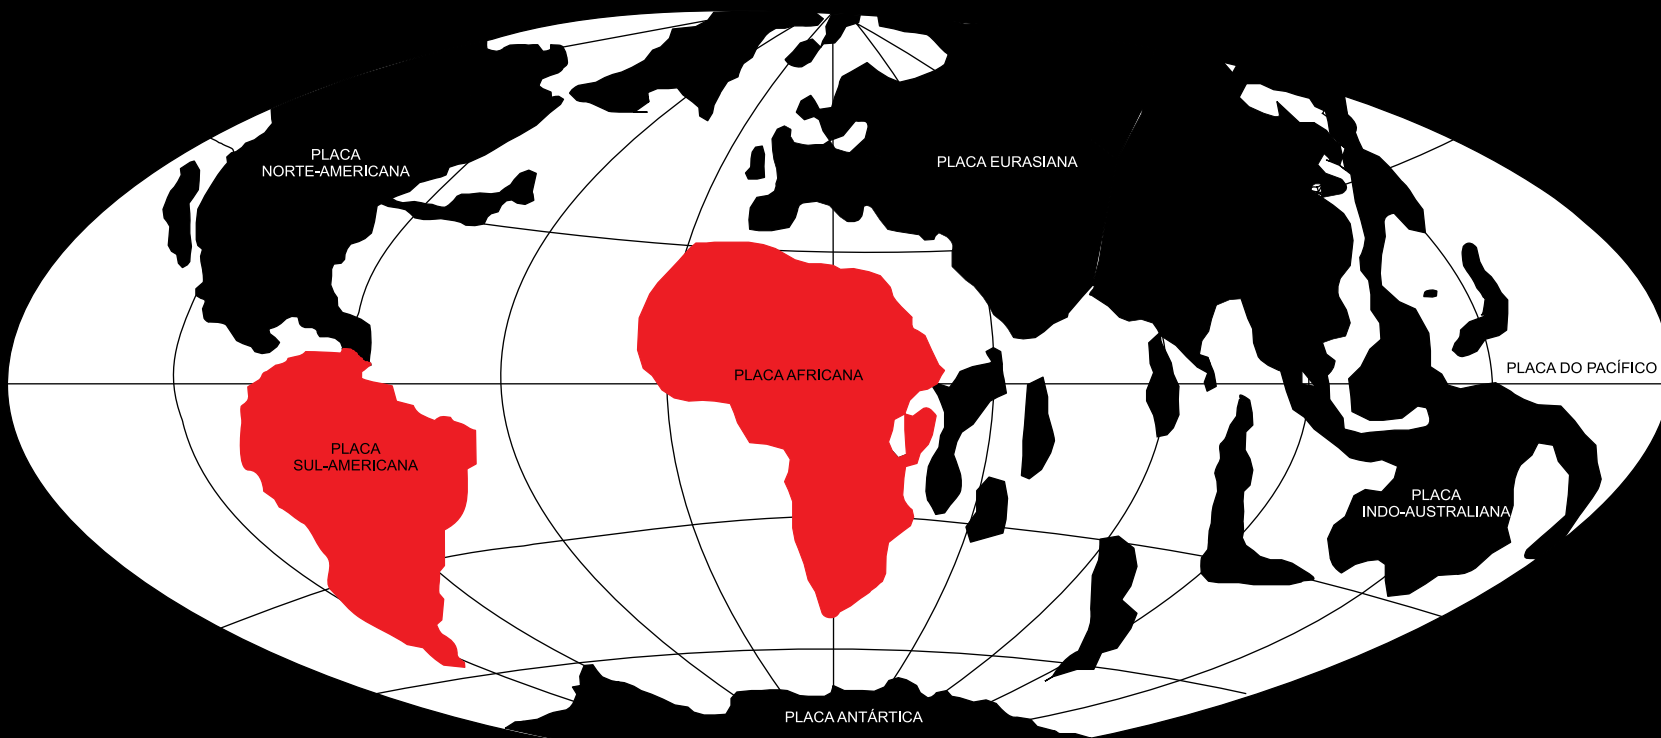 PLACA
NORTE-AMERICANA
PLACA EURASIANA
PLACA DO PACÍFICO
PLACA AFRICANA
PLACA
SUL-AMERICANA
PLACA
INDO-AUSTRALIANA
PLACA ANTÁRTICA